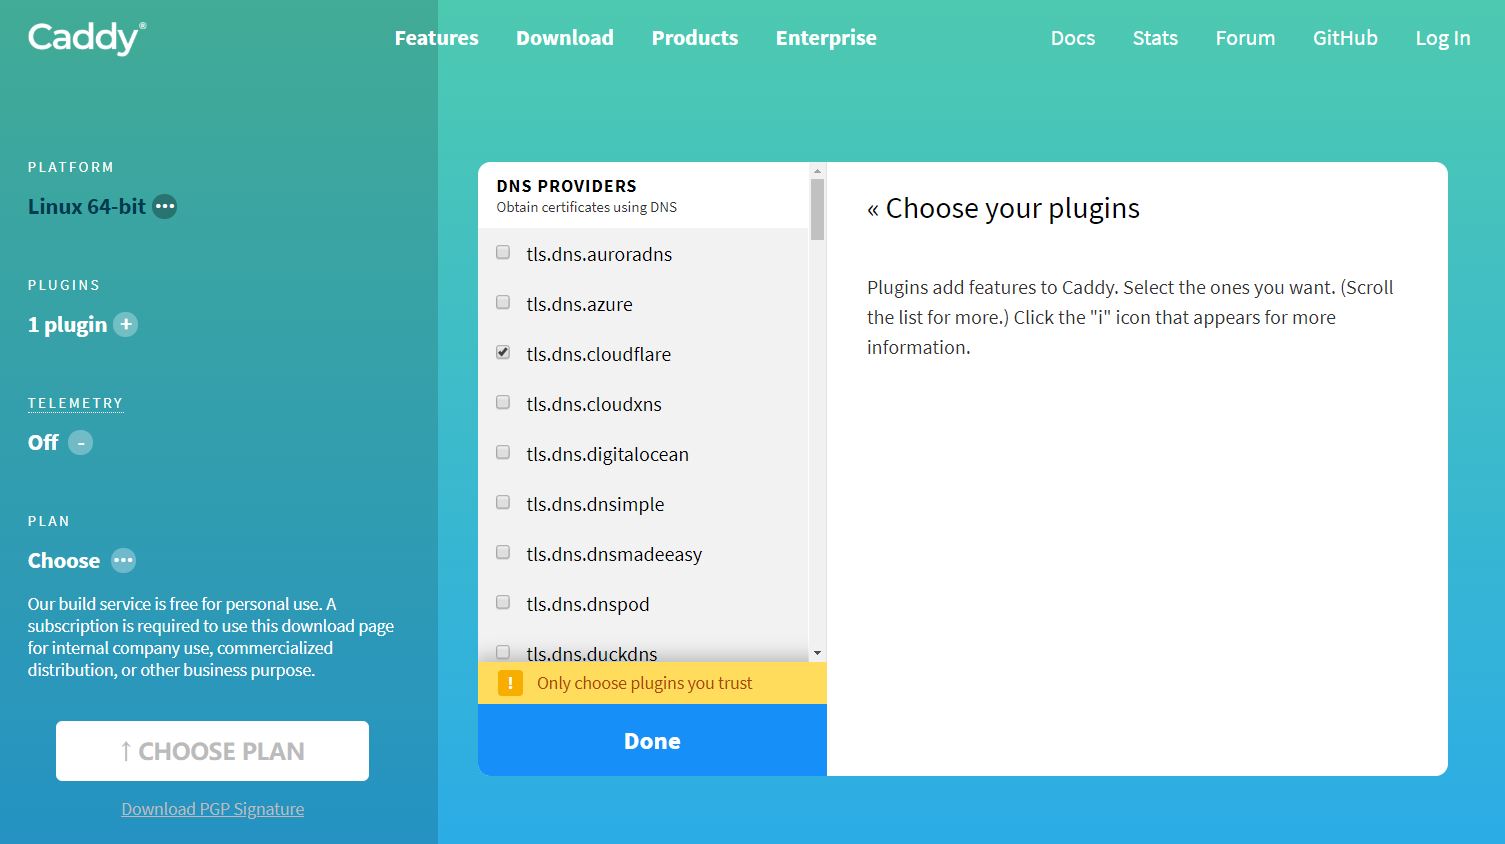 Caddy®
Features
Download
Products
Enterprise
Docs
Stats
Forum
GitHub
Log In
PLATFORM
Linux 64-bit
PLUGINS
1 plugin +
TELEMETRY
Off -
PLAN
Choose
Our build service is free for personal use. A
subscription is required to use this download page
for internal company use, commercialized
distribution, or other business purpose.
↑ CHOOSE PLAN
Download PGP Signature
DNS PROVIDERS
Obtain certificates using DNS
tls.dns.auroradns
tls.dns.azure
tls.dns.cloudflare
tls.dns.cloudxns
tls.dns.digitalocean
tls.dns.dnsimple
tls.dns.dnsmadeeasy
tls.dns.dnspod
tls.dns.duckdns
! Only choose plugins you trust
Done
« Choose your plugins
Plugins add features to Caddy. Select the ones you want. (Scroll
the list for more.) Click the "i" icon that appears for more
information.